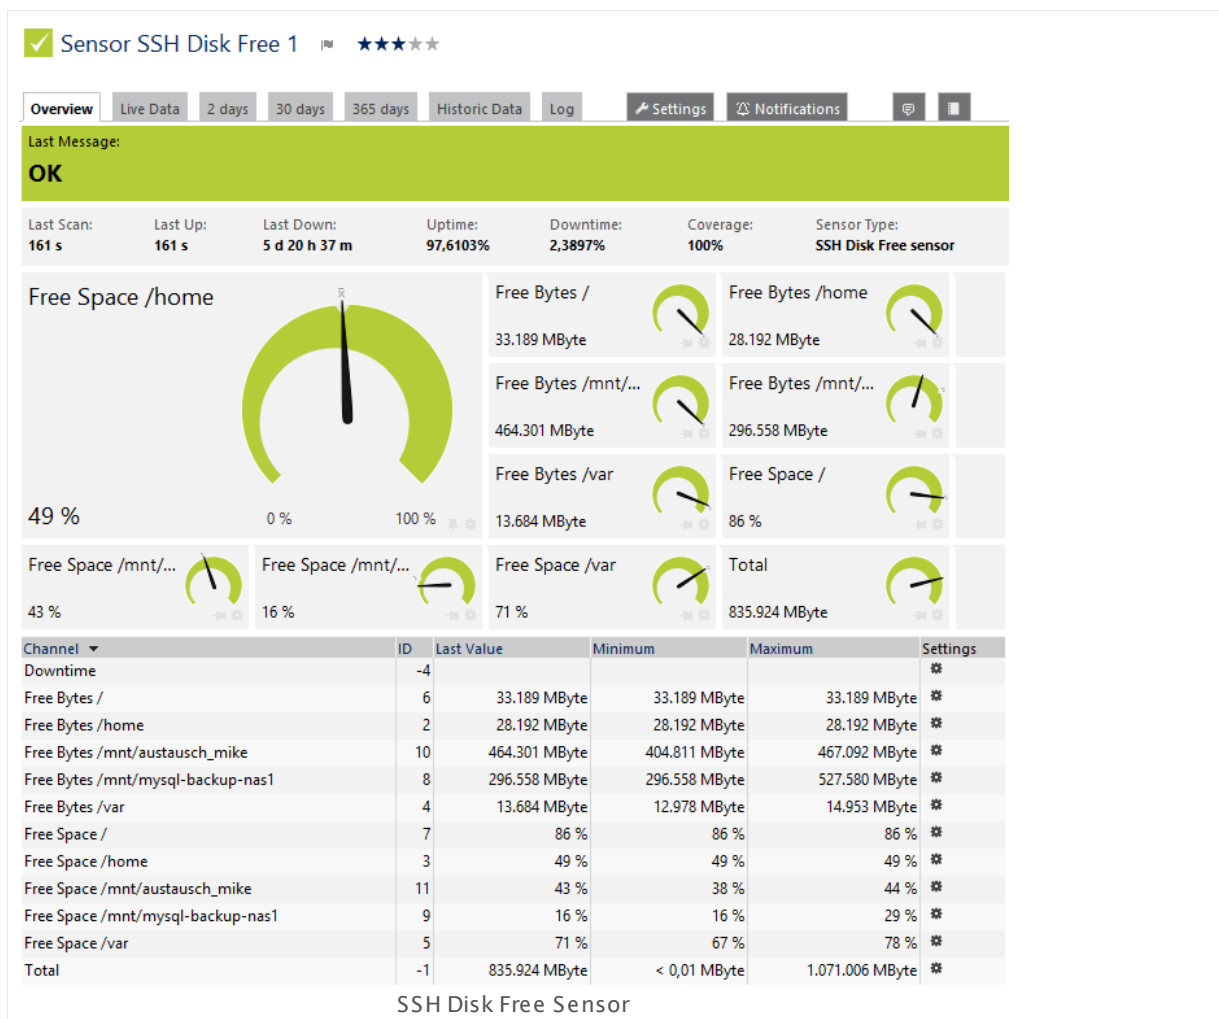 Sensor SSH Disk Free 1
Overview Live Data 2 days 30 days 365 days Historic Data Log Settings Notifications
Last Message:
OK
Last Scan: Last Up: Last Down: Uptime: Downtime: Coverage: Sensor Type:
161 s 161 s 5 d 20 h 37 m 97,6103% 2,3897% 100% SSH Disk Free sensor
Free Space /home
49 %
0 % 100 %
Free Bytes /
33.189 MByte
Free Bytes /home
28.192 MByte
Free Bytes /mnt/...
464.301 MByte
Free Bytes /mnt/...
296.558 MByte
Free Bytes /var
13.684 MByte
Free Space /
86 %
Free Space /mnt/...
43 %
Free Space /mnt/...
16 %
Free Space /var
71 %
Total
835.924 MByte
Channel ID Last Value Minimum Maximum Settings
Downtime -4
Free Bytes / 6 33.189 MByte 33.189 MByte 33.189 MByte
Free Bytes /home 2 28.192 MByte 28.192 MByte 28.192 MByte
Free Bytes /mnt/austausch_mike 10 464.301 MByte 404.811 MByte 467.092 MByte
Free Bytes /mnt/mysql-backup-nas1 8 296.558 MByte 296.558 MByte 527.580 MByte
Free Bytes /var 4 13.684 MByte 12.978 MByte 14.953 MByte
Free Space / 7 86 % 86 % 86 %
Free Space /home 3 49 % 49 % 49 %
Free Space /mnt/austausch_mike 11 43 % 38 % 44 %
Free Space /mnt/mysql-backup-nas1 9 16 % 16 % 29 %
Free Space /var 5 71 % 67 % 78 %
Total -1 835.924 MByte < 0,01 MByte 1.071.006 MByte
SSH Disk Free Sensor